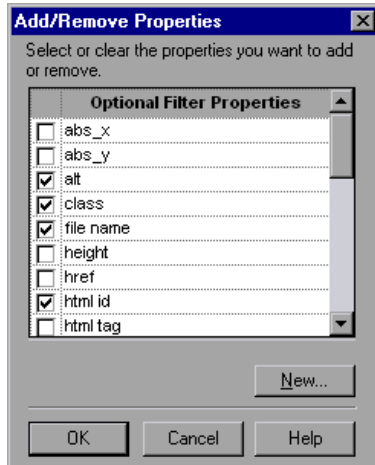 Add/Remove Properties
Select or clear the properties you want to add
or remove.
Optional Filter Properties
abs_x
abs_y
alt
class
file name
height
href
html id
html tag
New...
OK Cancel Help